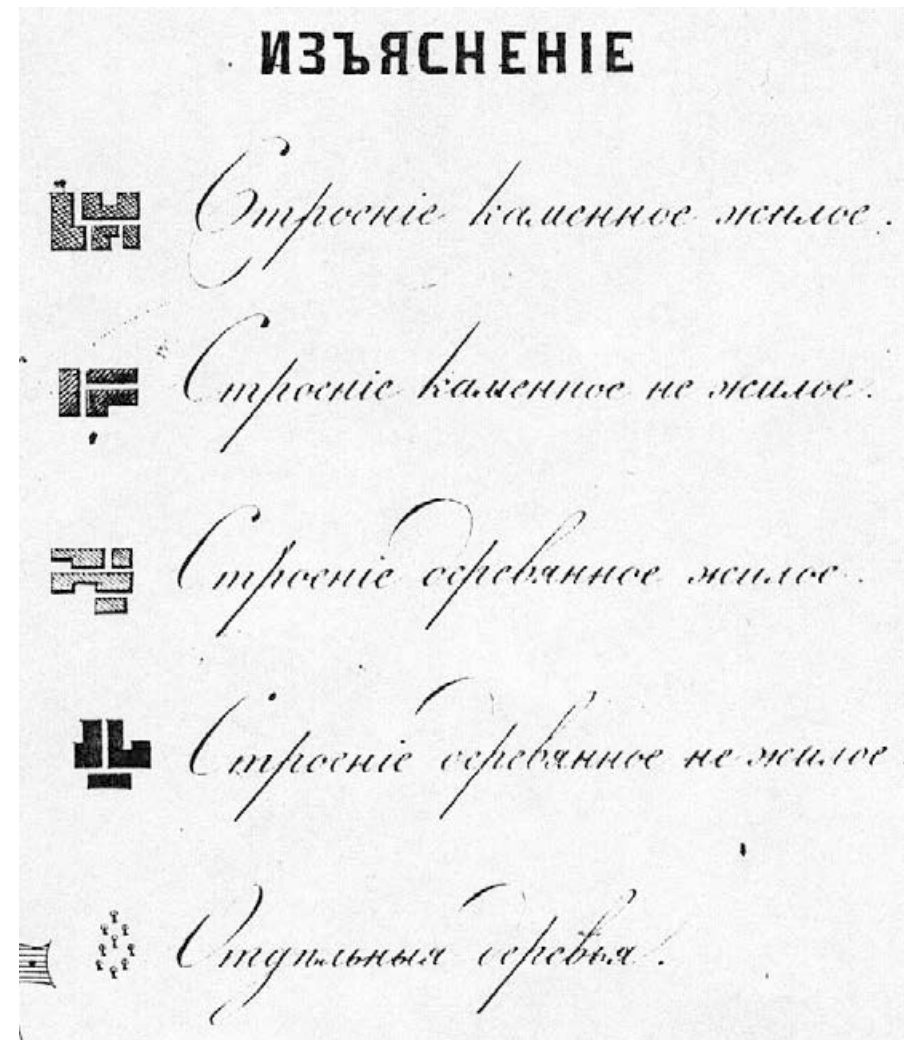 ИЗЪЯСНЕНІЕ
Строеніе каменное жилое.
Строеніе каменное не жилое.
Строеніе деревянное жилое.
Строеніе деревянное не жилое.
Отдѣльныя деревья.